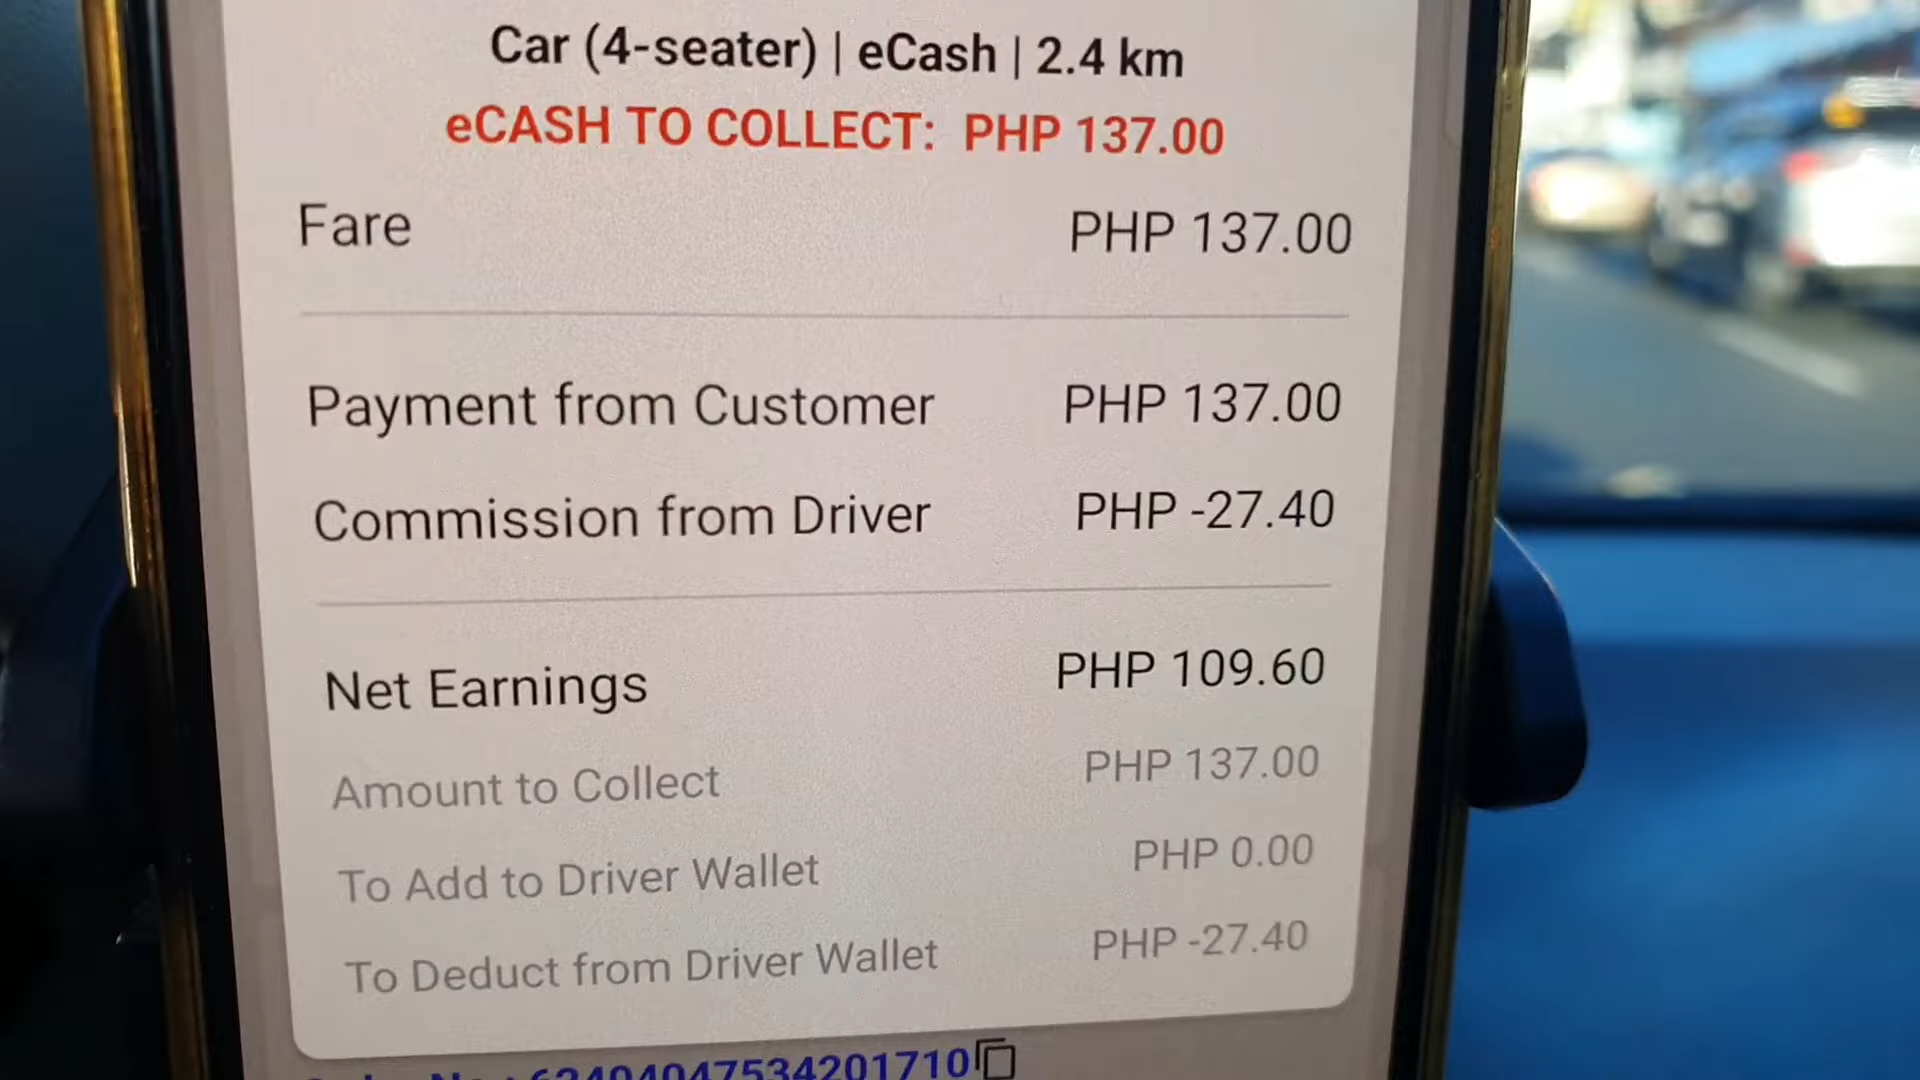 Car (4-seater) | eCash | 2.4 km
eCASH TO COLLECT: PHP 137.00
Fare PHP 137.00
Payment from Customer PHP 137.00
Commission from Driver PHP -27.40
Net Earnings PHP 109.60
Amount to Collect PHP 137.00
To Add to Driver Wallet PHP 0.00
To Deduct from Driver Wallet PHP -27.40